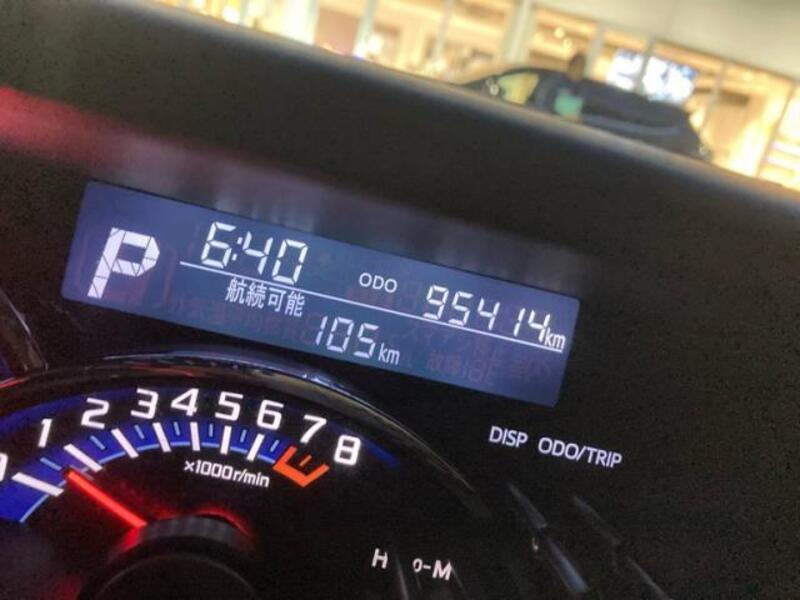 P
6:40
ODO 95414km
航続可能
105km
0 1 2 3 4 5 6 7 8
×1000r/min
DISP ODO/TRIP